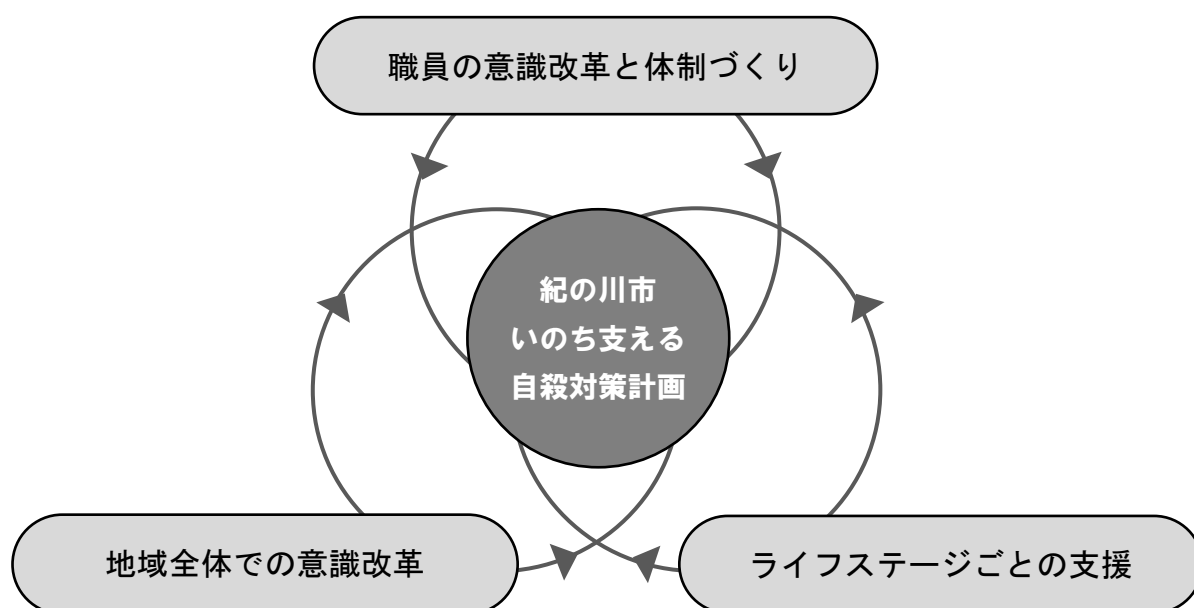 職員の意識改革と体制づくり
紀の川市
いのち支える
自殺対策計画
地域全体での意識改革
ライフステージごとの支援